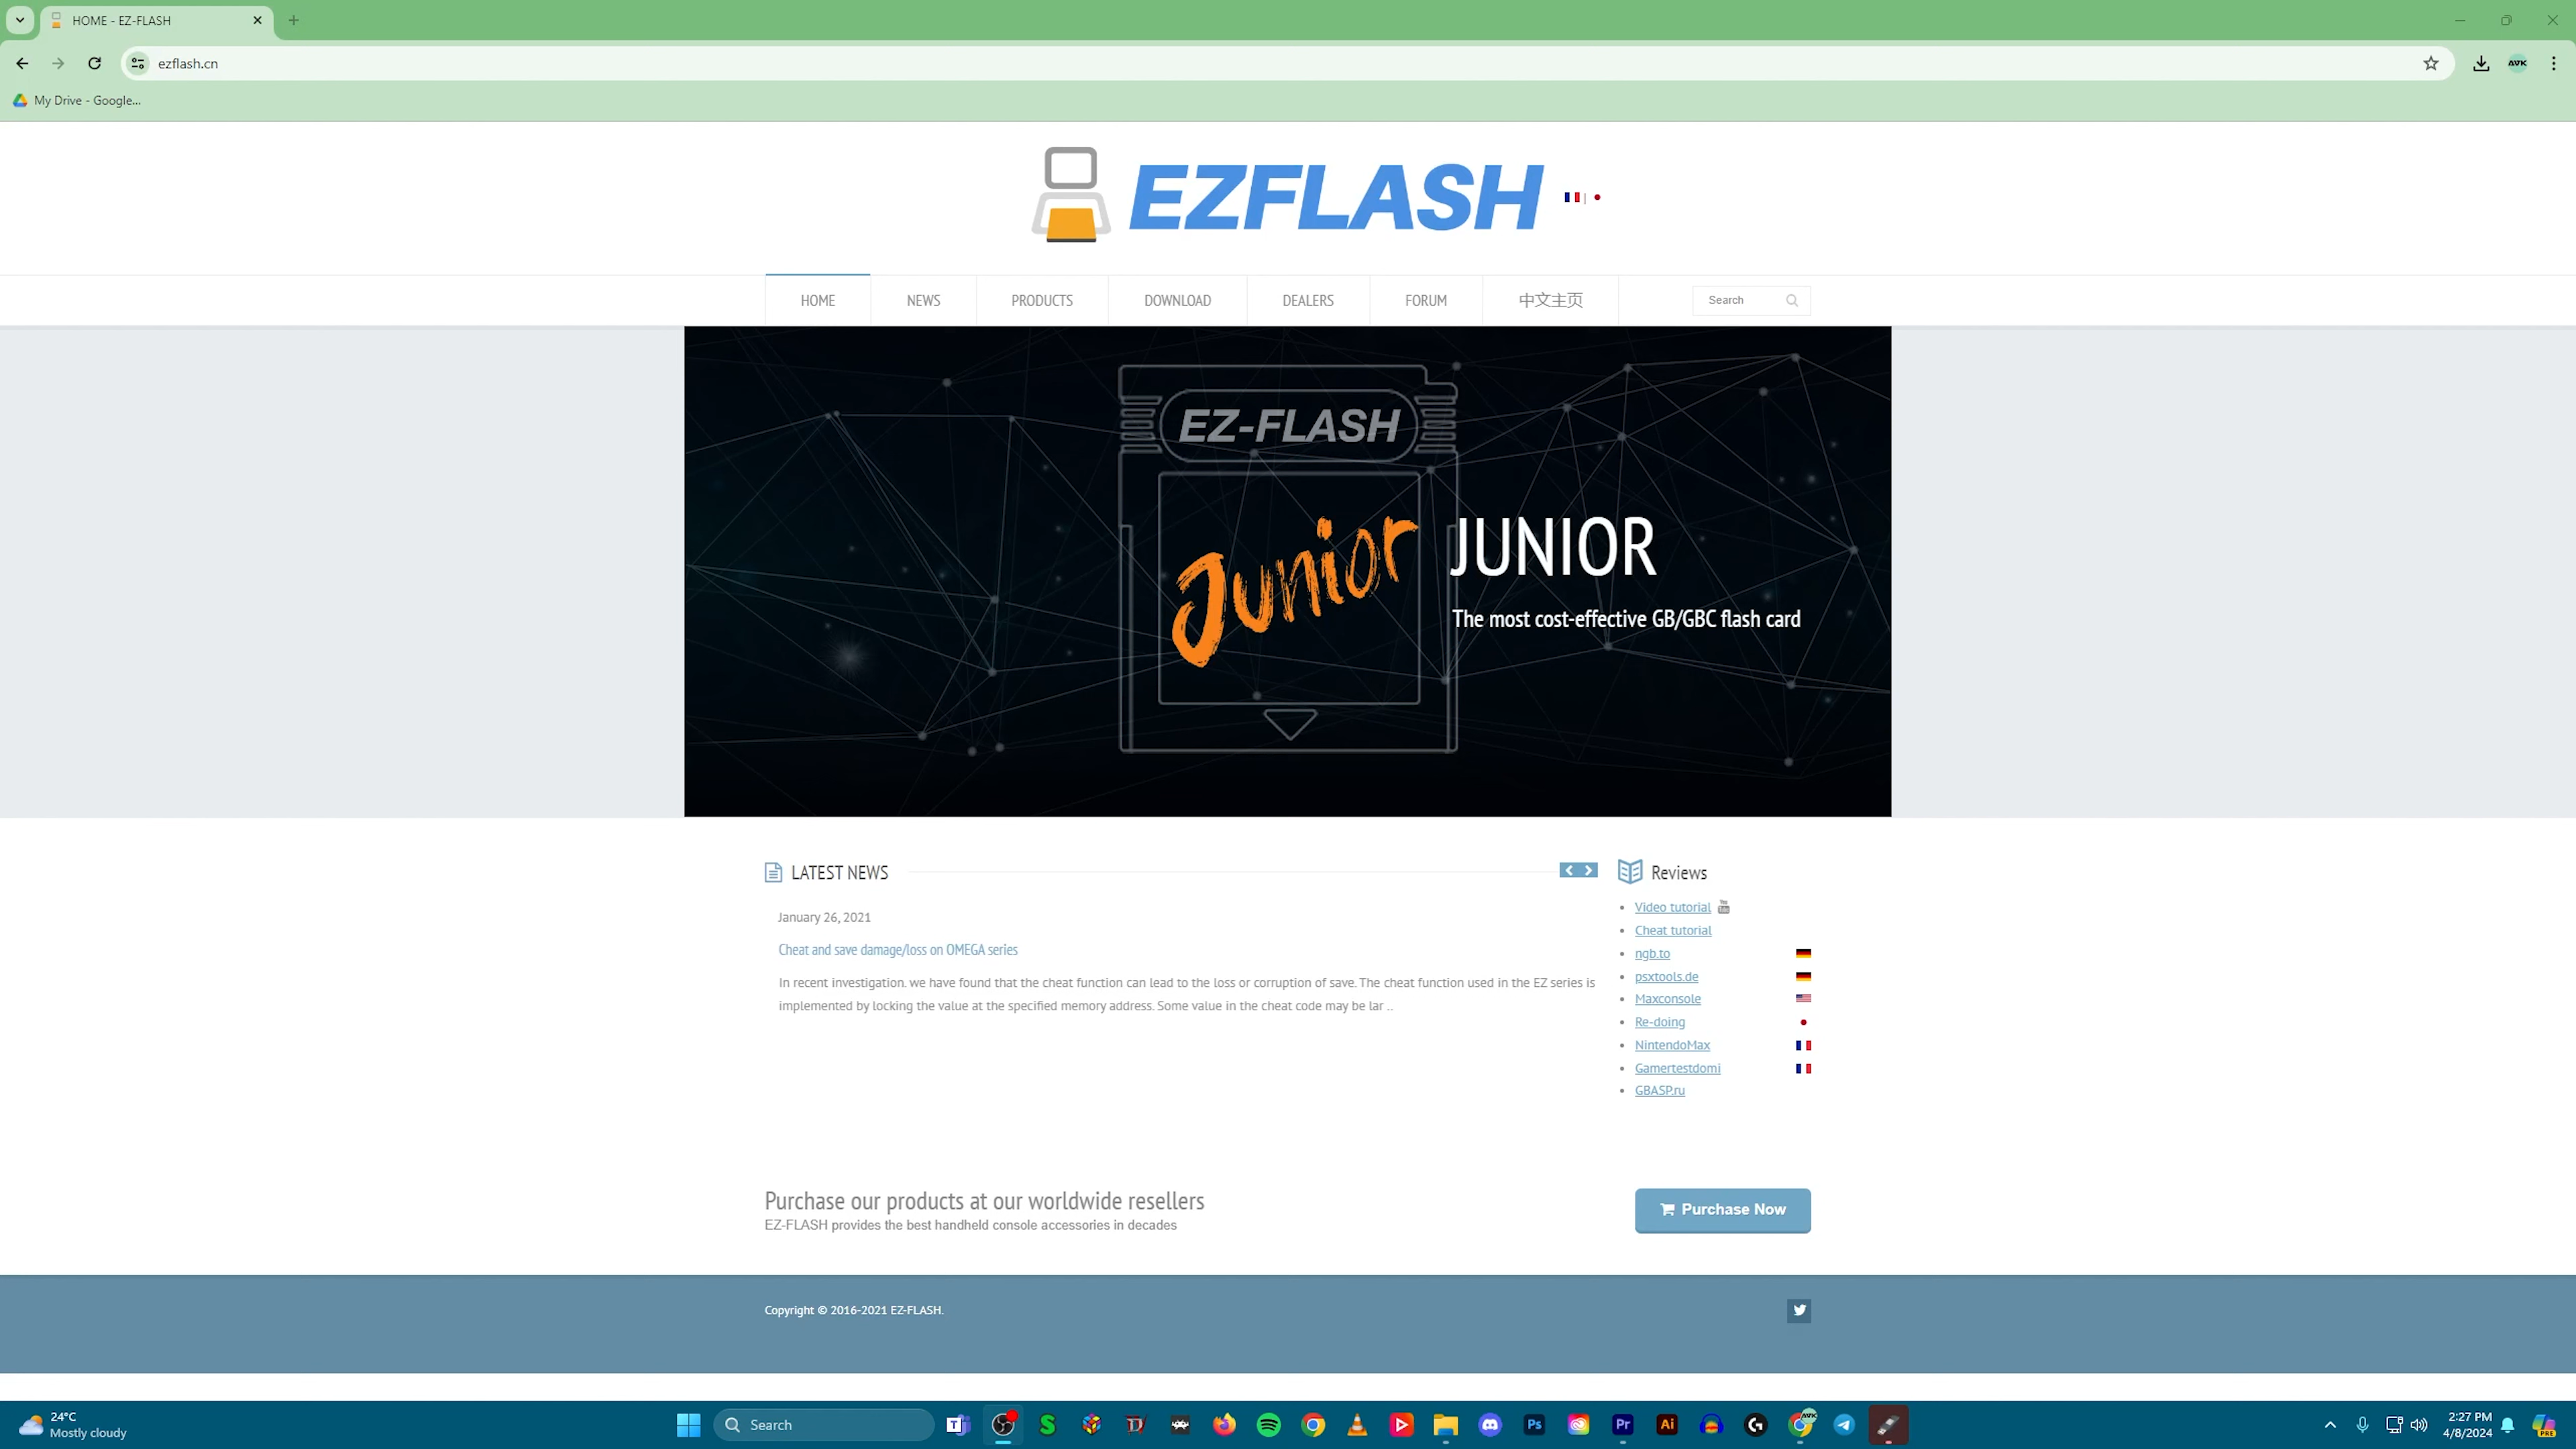 HOME - EZ-FLASH
ezflash.cn
AVK
My Drive - Google...
EZFLASH
HOME
NEWS
PRODUCTS
DOWNLOAD
DEALERS
FORUM
中文主页
Search
EZ-FLASH
Junior
JUNIOR
The most cost-effective GB/GBC flash card
LATEST NEWS
January 26, 2021
Cheat and save damage/loss on OMEGA series
In recent investigation. we have found that the cheat function can lead to the loss or corruption of save. The cheat function used in the EZ series is
implemented by locking the value at the specified memory address. Some value in the cheat code may be lar ..
Reviews
Video tutorial
Cheat tutorial
ngb.to
psxtools.de
Maxconsole
Re-doing
NintendoMax
Gamertestdomi
GBASP.ru
Purchase our products at our worldwide resellers
EZ-FLASH provides the best handheld console accessories in decades
Purchase Now
Copyright © 2016-2021 EZ-FLASH.
24°C
Mostly cloudy
Search
Ps
Pr
Ai
AVK
2:27 PM
4/8/2024
PRE